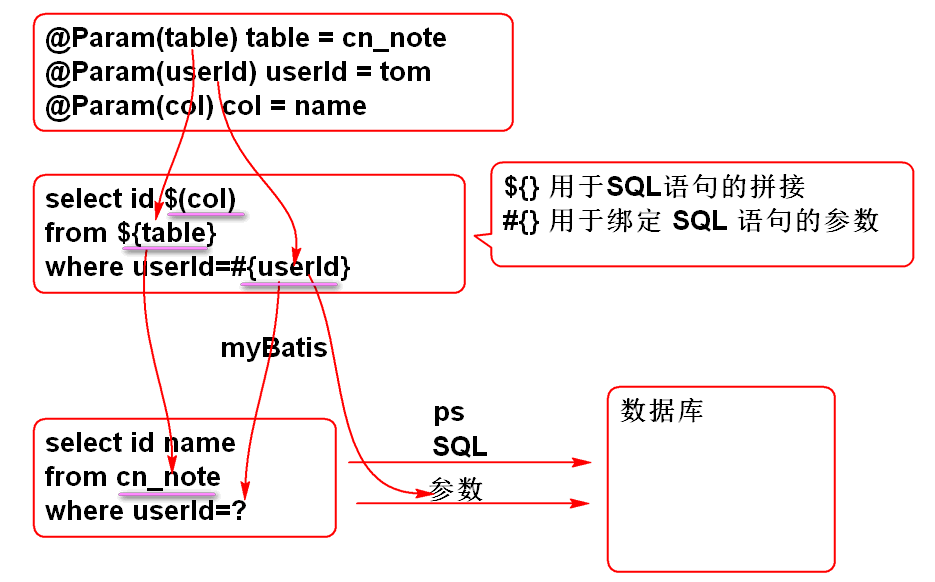 @Param(table) table = cn_note
@Param(userId) userId = tom
@Param(col) col = name
select id $(col)
from ${table}
where userId=#{userId}
${} 用于SQL语句的拼接
#{} 用于绑定 SQL 语句的参数
myBatis
select id name
from cn_note
where userId=?
ps
SQL
参数
数据库